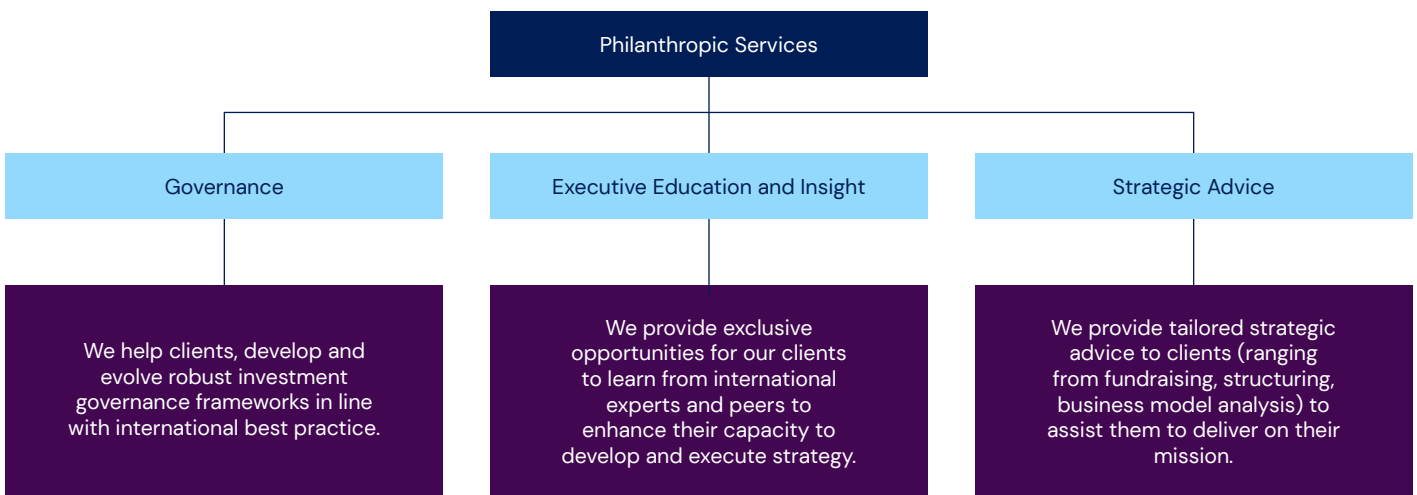 Philanthropic Services
Governance
Executive Education and Insight
Strategic Advice
We help clients, develop and
evolve robust investment
governance frameworks in line
with international best practice.
We provide exclusive
opportunities for our clients
to learn from international
experts and peers to
enhance their capacity to
develop and execute strategy.
We provide tailored strategic
advice to clients (ranging
from fundraising, structuring,
business model analysis) to
assist them to deliver on their
mission.